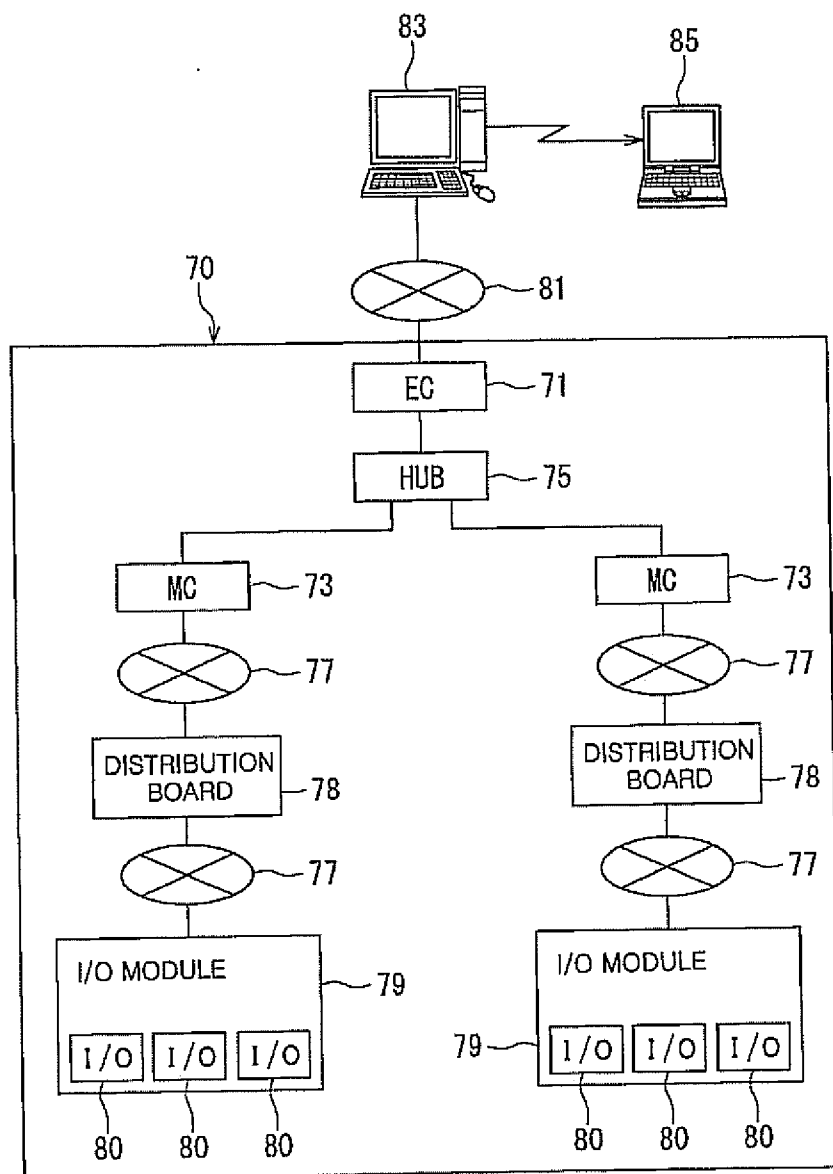 83
85
70
81
EC
71
HUB
75
MC
73
MC
73
77
77
DISTRIBUTION
BOARD
78
DISTRIBUTION
BOARD
78
77
77
I/O MODULE
79
I/O I/O I/O
80 80 80
I/O MODULE
79
I/O I/O I/O
80 80 80